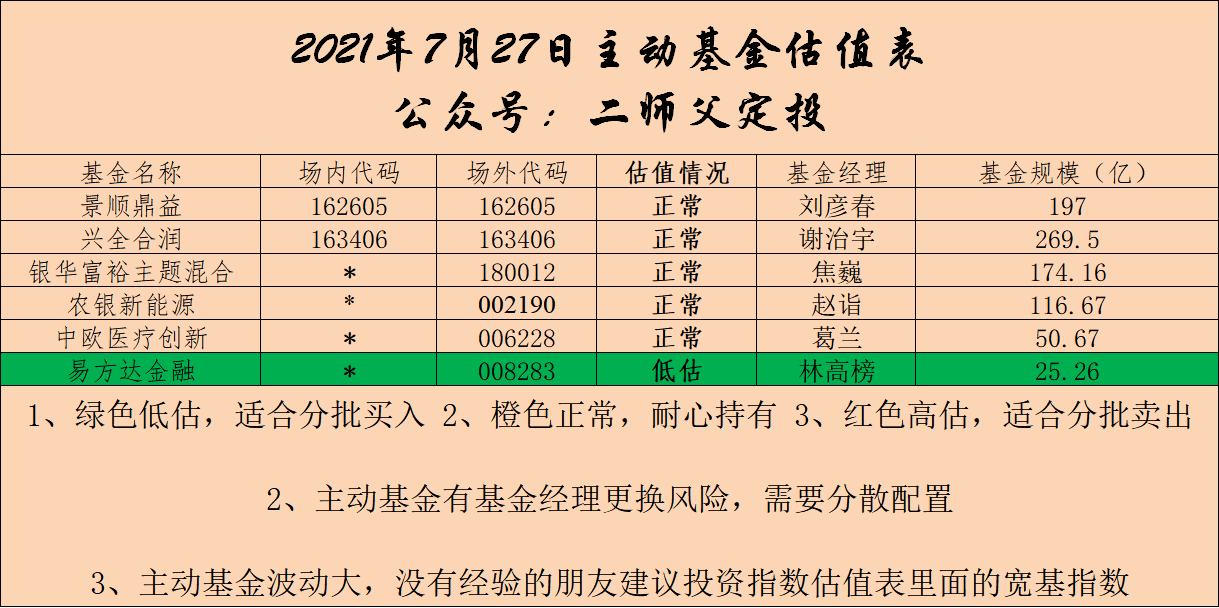 2021年7月27日主动基金估值表
公众号：二师父定投
基金名称 场内代码 场外代码 估值情况 基金经理 基金规模（亿）
景顺鼎益 162605 162605 正常 刘彦春 197
兴全合润 163406 163406 正常 谢治宇 269.5
银华富裕主题混合 * 180012 正常 焦巍 174.16
农银新能源 * 002190 正常 赵诣 116.67
中欧医疗创新 * 006228 正常 葛兰 50.67
易方达金融 * 008283 低估 林高榜 25.26
1、绿色低估，适合分批买入 2、橙色正常，耐心持有 3、红色高估，适合分批卖出
2、主动基金有基金经理更换风险，需要分散配置
3、主动基金波动大，没有经验的朋友建议投资指数估值表里面的宽基指数